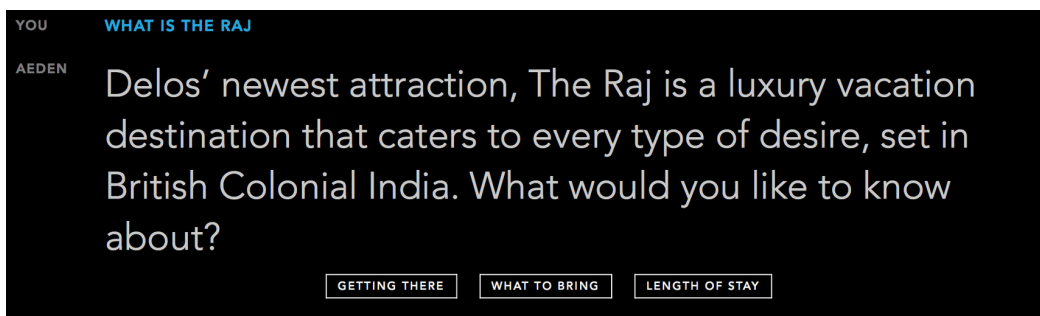 YOU WHAT IS THE RAJ
AEDEN Delos’ newest attraction, The Raj is a luxury vacation
destination that caters to every type of desire, set in
British Colonial India. What would you like to know
about?
GETTING THERE WHAT TO BRING LENGTH OF STAY